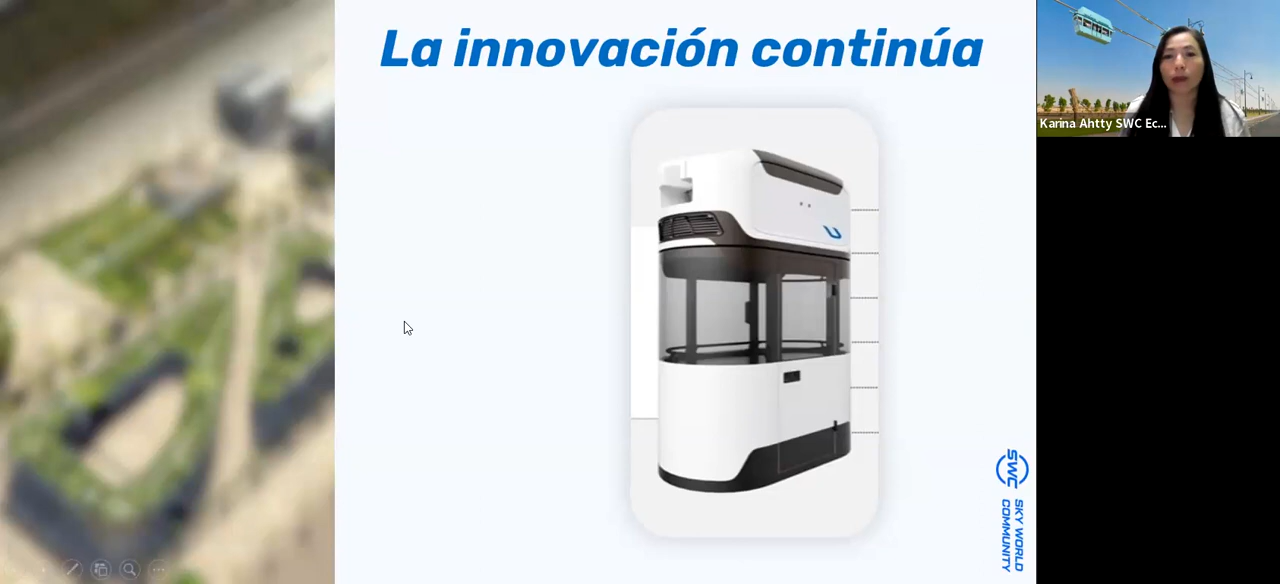 La innovación continúa
Karina Ahtty SWC Ec...
SWC
SKY WORLD
COMMUNITY